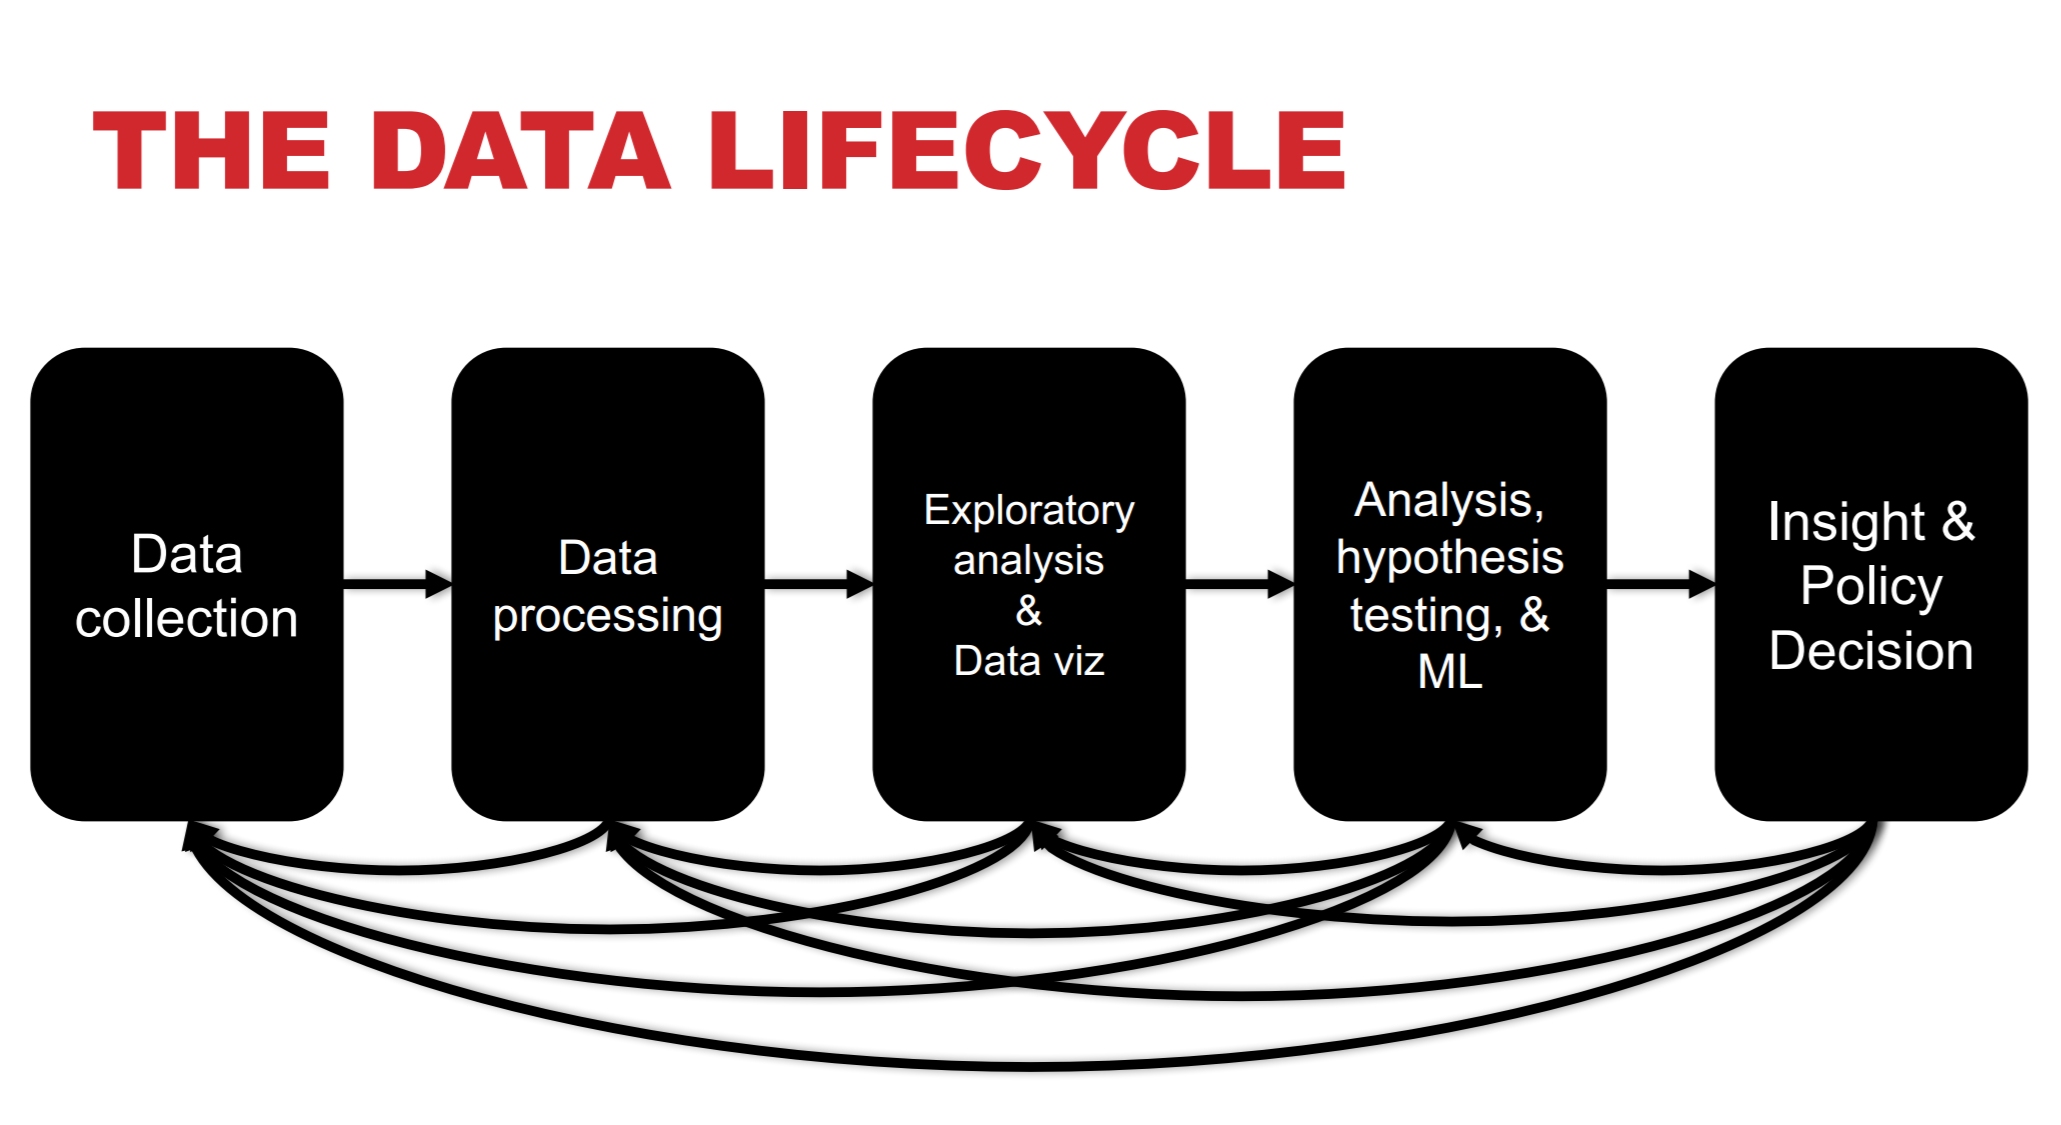 THE DATA LIFECYCLE
Data
collection
Data
processing
Exploratory
analysis
&
Data viz
Analysis,
hypothesis
testing, &
ML
Insight &
Policy
Decision